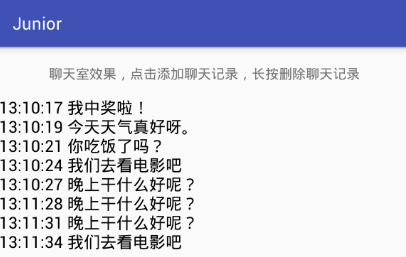 Junior
聊天室效果，点击添加聊天记录，长按删除聊天记录
13:10:17 我中奖啦！
13:10:19 今天天气真好呀。
13:10:21 你吃饭了吗？
13:10:24 我们去看电影吧
13:10:27 晚上干什么好呢？
13:11:28 晚上干什么好呢？
13:11:31 晚上干什么好呢？
13:11:34 我们去看电影吧